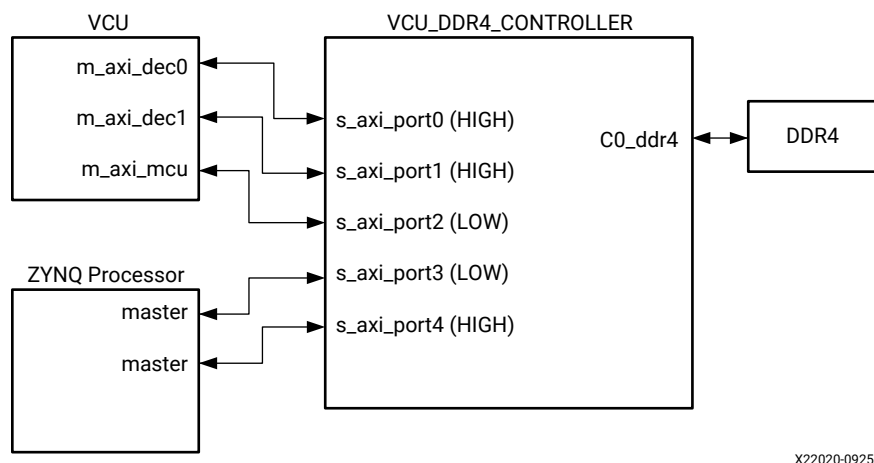 VCU
VCU_DDR4_CONTROLLER
m_axi_dec0
m_axi_dec1
m_axi_mcu
s_axi_port0 (HIGH)
s_axi_port1 (HIGH)
s_axi_port2 (LOW)
s_axi_port3 (LOW)
s_axi_port4 (HIGH)
C0_ddr4
DDR4
ZYNQ Processor
master
master
X22020-0925